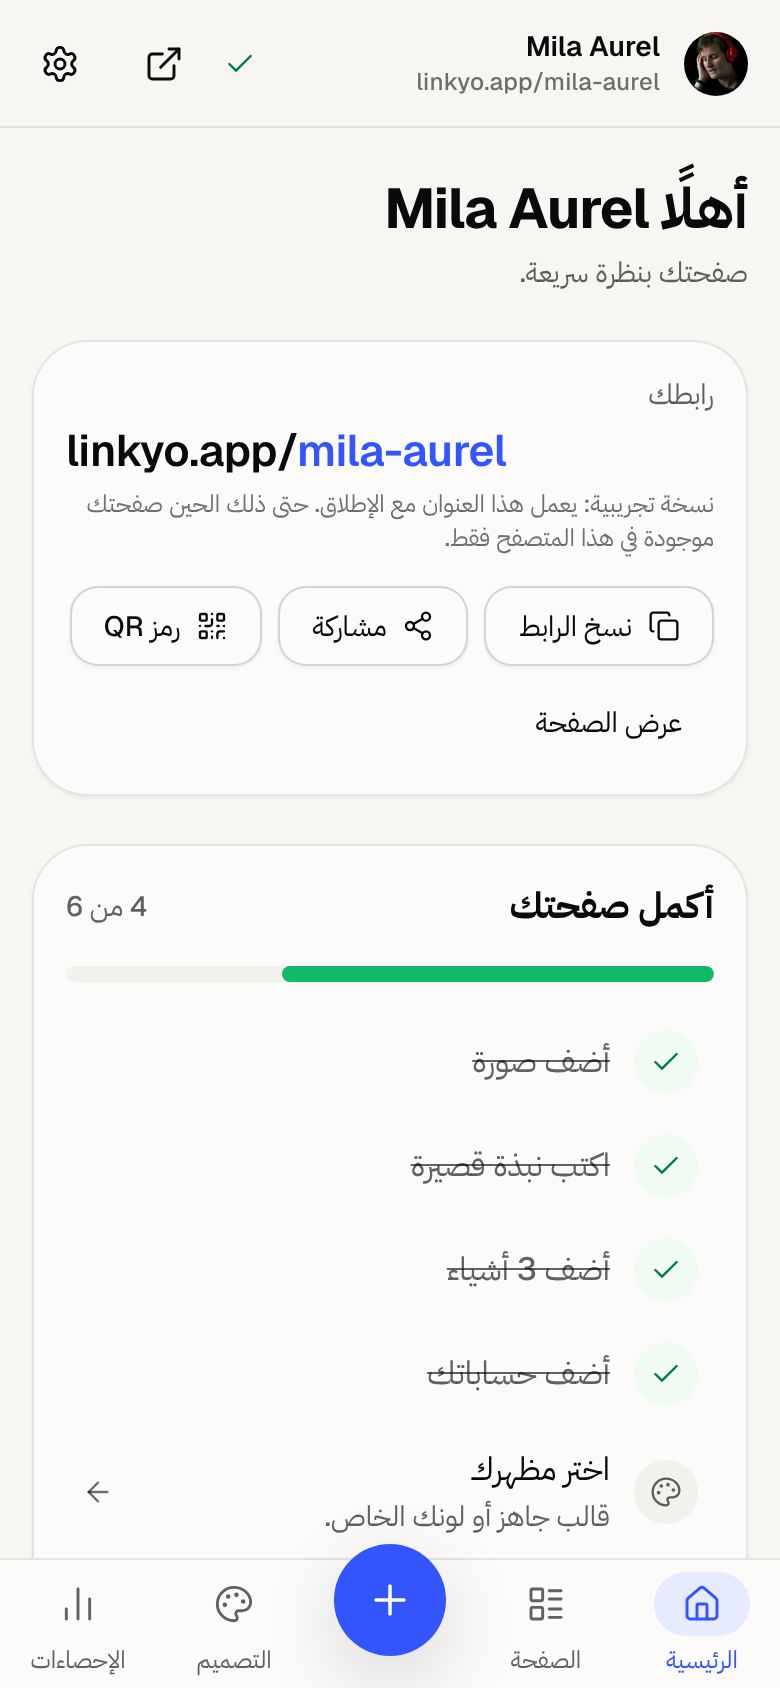 Mila Aurel
linkyo.app/mila-aurel
أهلًا Mila Aurel
صفحتك بنظرة سريعة.
رابطك
linkyo.app/mila-aurel
نسخة تجريبية: يعمل هذا العنوان مع الإطلاق. حتى ذلك الحين صفحتك
موجودة في هذا المتصفح فقط.
نسخ الرابط
مشاركة
رمز QR
عرض الصفحة
أكمل صفحتك
4 من 6
أضف صورة
اكتب نبذة قصيرة
أضف 3 أشياء
أضف حساباتك
اختر مظهرك
قالب جاهز أو لونك الخاص.
الرئيسية
الصفحة
التصميم
الإحصاءات